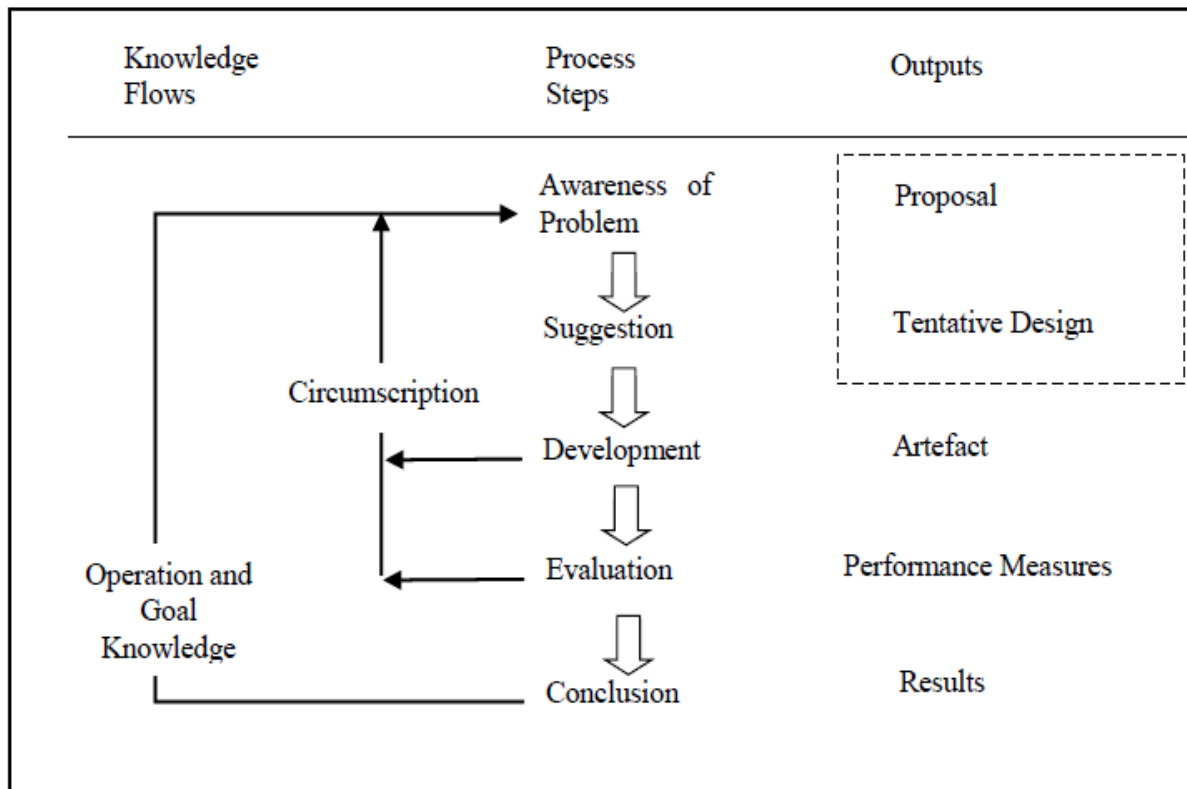 Knowledge
Flows
Process
Steps
Outputs
Awareness of
Problem
Proposal
Suggestion
Tentative Design
Circumscription
Development
Artefact
Evaluation
Performance Measures
Operation and
Goal
Knowledge
Conclusion
Results